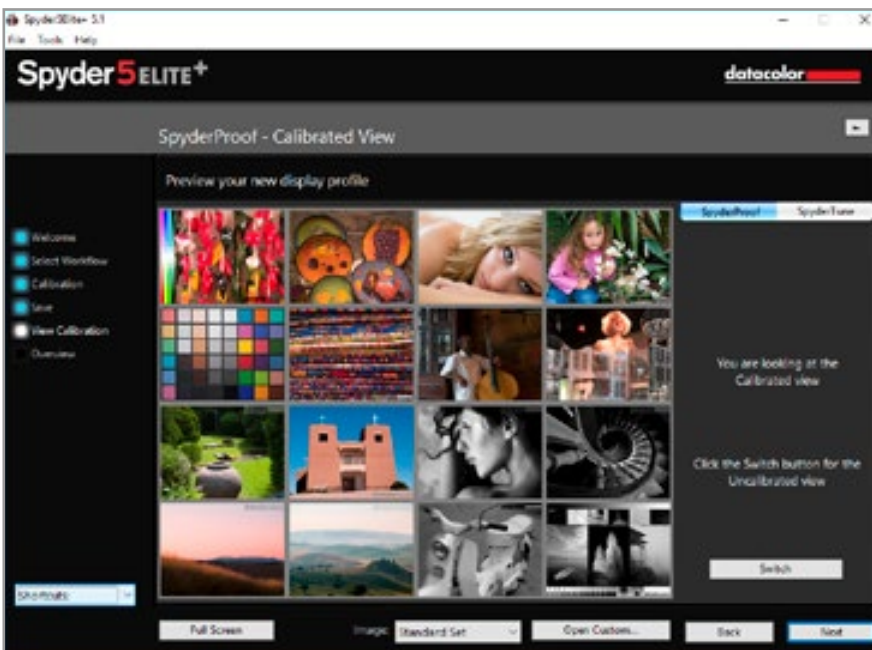 Spyder5Elite+ 5.1
File Tools Help
Spyder5ELITE+
datacolor
SpyderProof - Calibrated View
Preview your new display profile
SpyderProof SpyderTune
Welcome
Select Workflow
Calibration
Save
View Calibration
Overview
You are looking at the
Calibrated view
Click the Switch button for the
Uncalibrated view
Switch
Shortcuts:
Full Screen Image: Standard Set Open Custom... Back Next